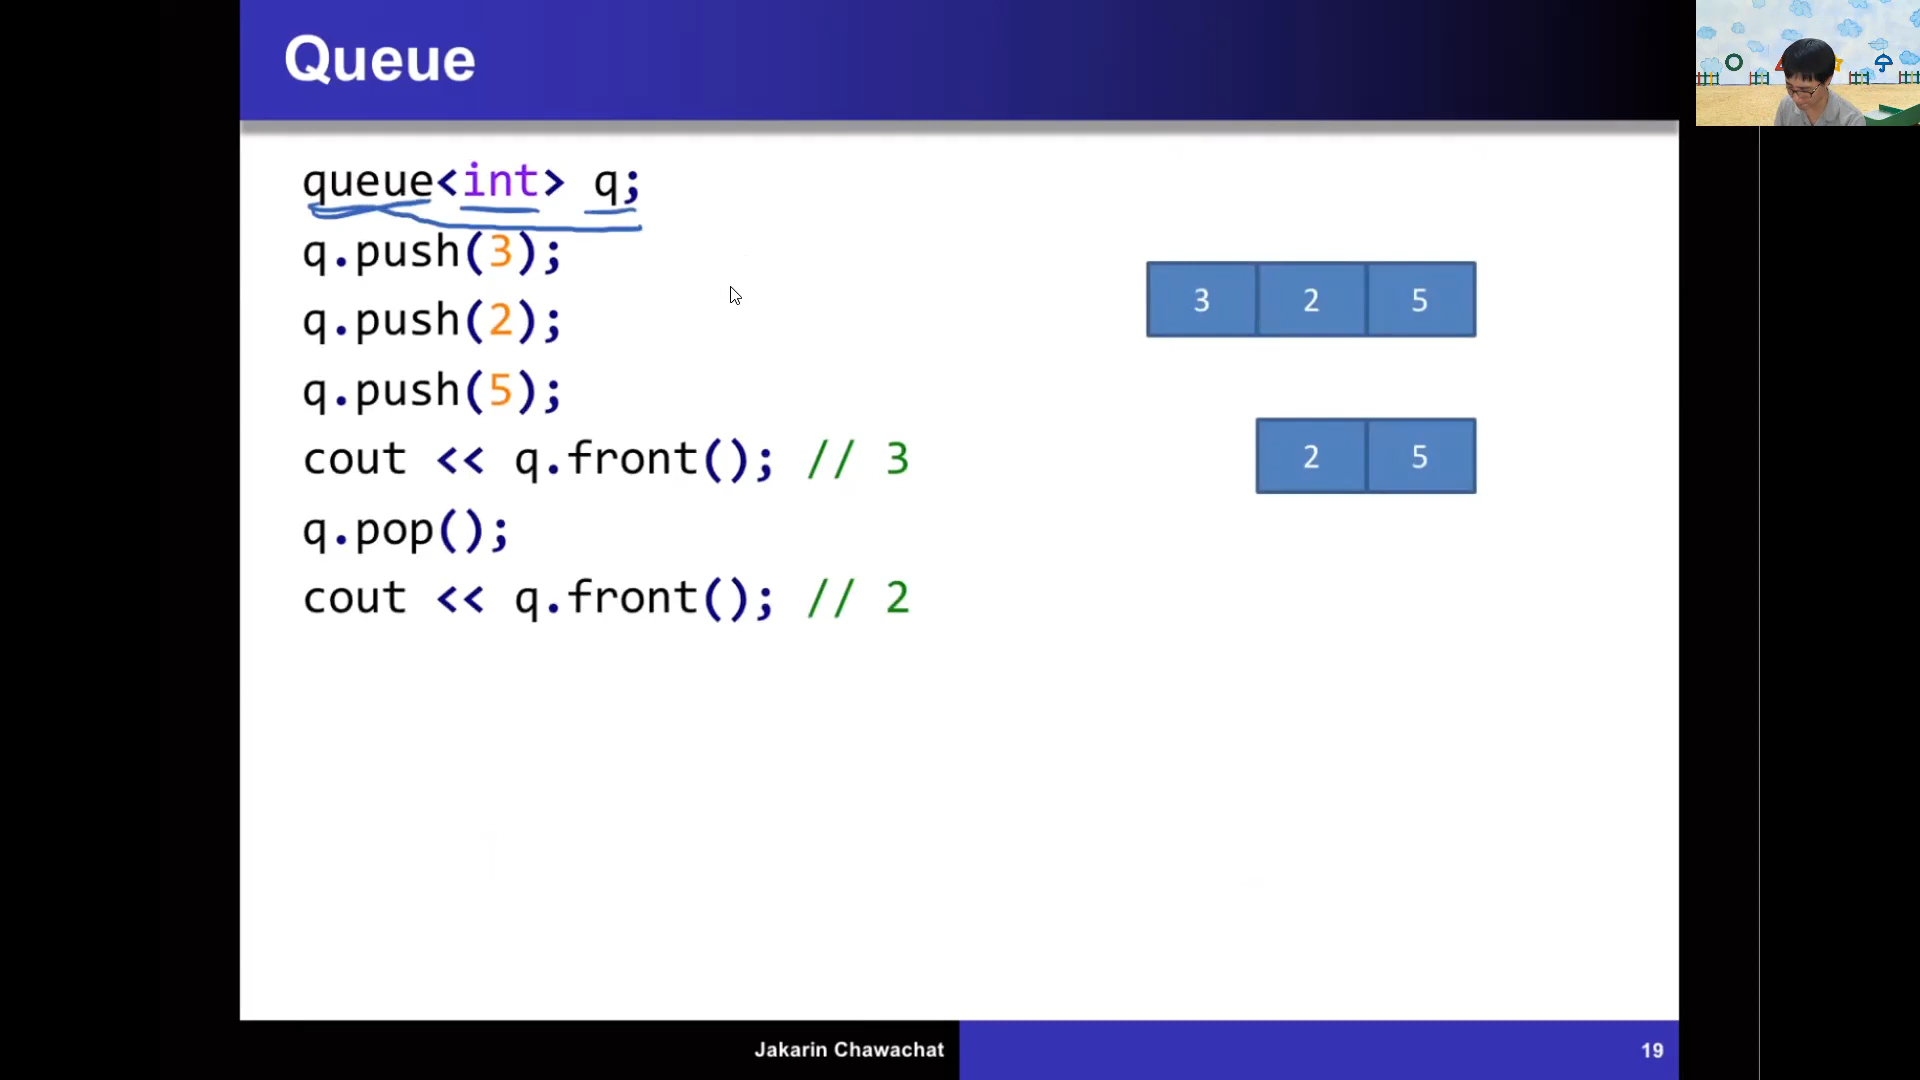 Queue
queue<int> q;
q.push(3);
q.push(2);
q.push(5);
cout << q.front(); // 3
q.pop();
cout << q.front(); // 2
3 2 5
2 5
Jakarin Chawachat
19